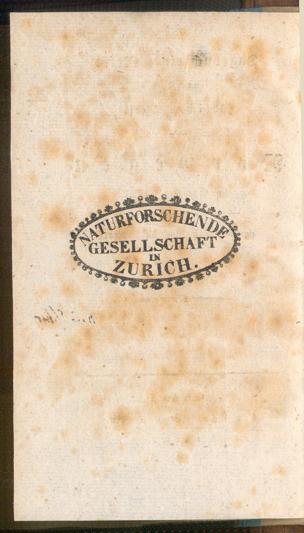 NATURFORSCHENDE
GESELLSCHAFT
IN
ZURICH.